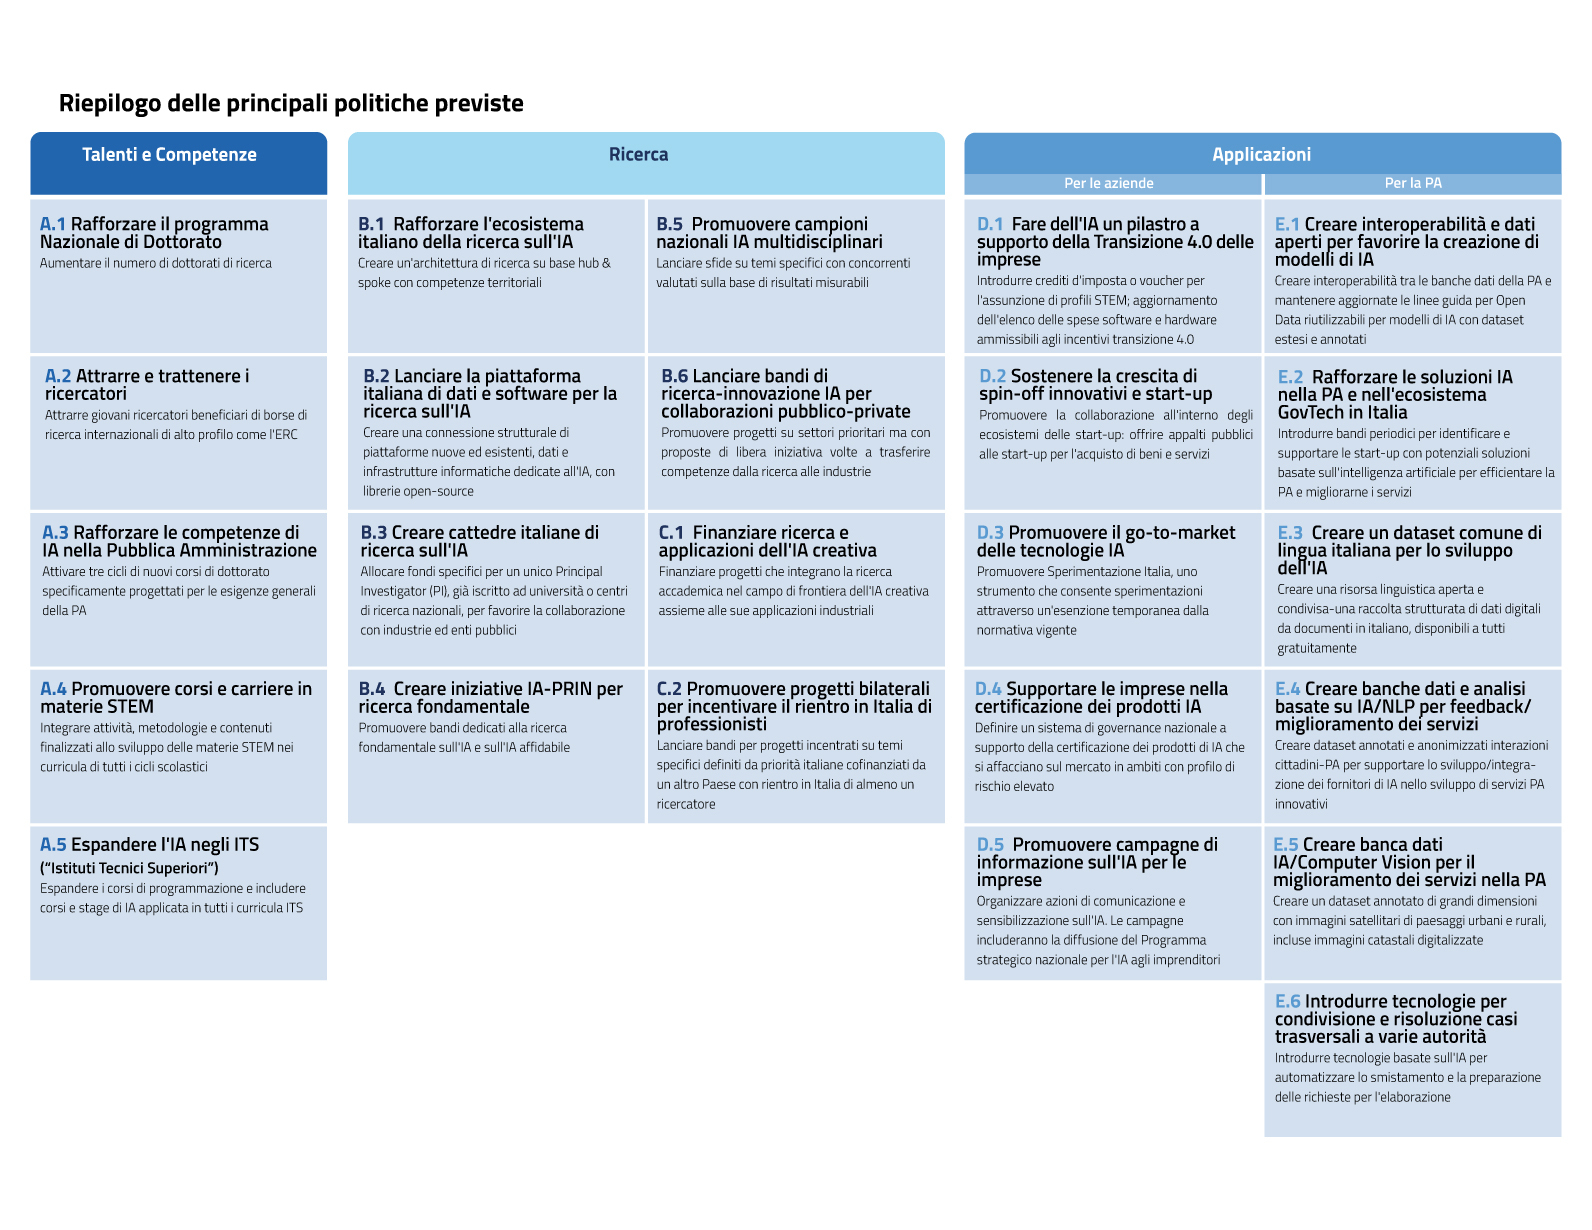 Riepilogo delle principali politiche previste
Talenti e Competenze
A.1 Rafforzare il programma
Nazionale di Dottorato
Aumentare il numero di dottorati di ricerca
A.2 Attrarre e trattenere i
ricercatori
Attrarre giovani ricercatori beneficiari di borse di
ricerca internazionali di alto profilo come l'ERC
A.3 Rafforzare le competenze di
IA nella Pubblica Amministrazione
Attivare tre cicli di nuovi corsi di dottorato
specificamente progettati per le esigenze generali
della PA
A.4 Promuovere corsi e carriere in
materie STEM
Integrare attività, metodologie e contenuti
finalizzati allo sviluppo delle materie STEM nei
curricula di tutti i cicli scolastici
A.5 Espandere l'IA negli ITS
(“Istituti Tecnici Superiori”)
Espandere i corsi di programmazione e includere
corsi e stage di IA applicata in tutti i curricula ITS
Ricerca
B.1 Rafforzare l'ecosistema
italiano della ricerca sull'IA
Creare un'architettura di ricerca su base hub &
spoke con competenze territoriali
B.2 Lanciare la piattaforma
italiana di dati e software per la
ricerca sull'IA
Creare una connessione strutturale di
piattaforme nuove ed esistenti, dati e
infrastrutture informatiche dedicate all'IA, con
librerie open-source
B.3 Creare cattedre italiane di
ricerca sull'IA
Allocare fondi specifici per un unico Principal
Investigator (PI), già iscritto ad università o centri
di ricerca nazionali, per favorire la collaborazione
con industrie ed enti pubblici
B.4 Creare iniziative IA-PRIN per
ricerca fondamentale
Promuovere bandi dedicati alla ricerca
fondamentale sull'IA e sull'IA affidabile
B.5 Promuovere campioni
nazionali IA multidisciplinari
Lanciare sfide su temi specifici con concorrenti
valutati sulla base di risultati misurabili
B.6 Lanciare bandi di
ricerca-innovazione IA per
collaborazioni pubblico-private
Promuovere progetti su settori prioritari ma con
proposte di libera iniziativa volte a trasferire
competenze dalla ricerca alle industrie
C.1 Finanziare ricerca e
applicazioni dell'IA creativa
Finanziare progetti che integrano la ricerca
accademica nel campo di frontiera dell'IA creativa
assieme alle sue applicazioni industriali
C.2 Promuovere progetti bilaterali
per incentivare il rientro in Italia di
professionisti
Lanciare bandi per progetti incentrati su temi
specifici definiti da priorità italiane cofinanziati da
un altro Paese con rientro in Italia di almeno un
ricercatore
Applicazioni
Per le aziende
D.1 Fare dell'IA un pilastro a
supporto della Transizione 4.0 delle
imprese
Introdurre crediti d'imposta o voucher per
l'assunzione di profili STEM; aggiornamento
dell'elenco delle spese software e hardware
ammissibili agli incentivi transizione 4.0
D.2 Sostenere la crescita di
spin-off innovativi e start-up
Promuovere la collaborazione all'interno degli
ecosistemi delle start-up: offrire appalti pubblici
alle start-up per l'acquisto di beni e servizi
D.3 Promuovere il go-to-market
delle tecnologie IA
Promuovere Sperimentazione Italia, uno
strumento che consente sperimentazioni
attraverso un'esenzione temporanea dalla
normativa vigente
D.4 Supportare le imprese nella
certificazione dei prodotti IA
Definire un sistema di governance nazionale a
supporto della certificazione dei prodotti di IA che
si affacciano sul mercato in ambiti con profilo di
rischio elevato
D.5 Promuovere campagne di
informazione sull'IA per le
imprese
Organizzare azioni di comunicazione e
sensibilizzazione sull'IA. Le campagne
includeranno la diffusione del Programma
strategico nazionale per l'IA agli imprenditori
Per la PA
E.1 Creare interoperabilità e dati
aperti per favorire la creazione di
modelli di IA
Creare interoperabilità tra le banche dati della PA e
mantenere aggiornate le linee guida per Open
Data riutilizzabili per modelli di IA con dataset
estesi e annotati
E.2 Rafforzare le soluzioni IA
nella PA e nell'ecosistema
GovTech in Italia
Introdurre bandi periodici per identificare e
supportare le start-up con potenziali soluzioni
basate sull'intelligenza artificiale per efficientare la
PA e migliorarne i servizi
E.3 Creare un dataset comune di
lingua italiana per lo sviluppo
dell'IA
Creare una risorsa linguistica aperta e
condivisa-una raccolta strutturata di dati digitali
da documenti in italiano, disponibili a tutti
gratuitamente
E.4 Creare banche dati e analisi
basate su IA/NLP per feedback/
miglioramento dei servizi
Creare dataset annotati e anonimizzati interazioni
cittadini-PA per supportare lo sviluppo/integra-
zione dei fornitori di IA nello sviluppo di servizi PA
innovativi
E.5 Creare banca dati
IA/Computer Vision per il
miglioramento dei servizi nella PA
Creare un dataset annotato di grandi dimensioni
con immagini satellitari di paesaggi urbani e rurali,
incluse immagini catastali digitalizzate
E.6 Introdurre tecnologie per
condivisione e risoluzione casi
trasversali a varie autorità
Introdurre tecnologie basate sull'IA per
automatizzare lo smistamento e la preparazione
delle richieste per l'elaborazione